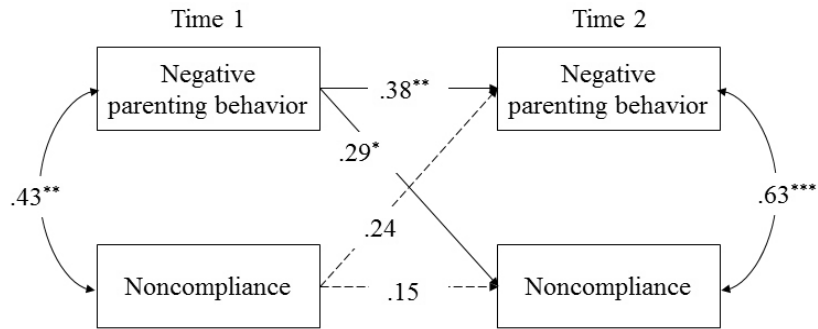 Time 1
Time 2
Negative
parenting behavior
.38**
Negative
parenting behavior
.29*
.43**
.63***
.24
Noncompliance
.15
Noncompliance